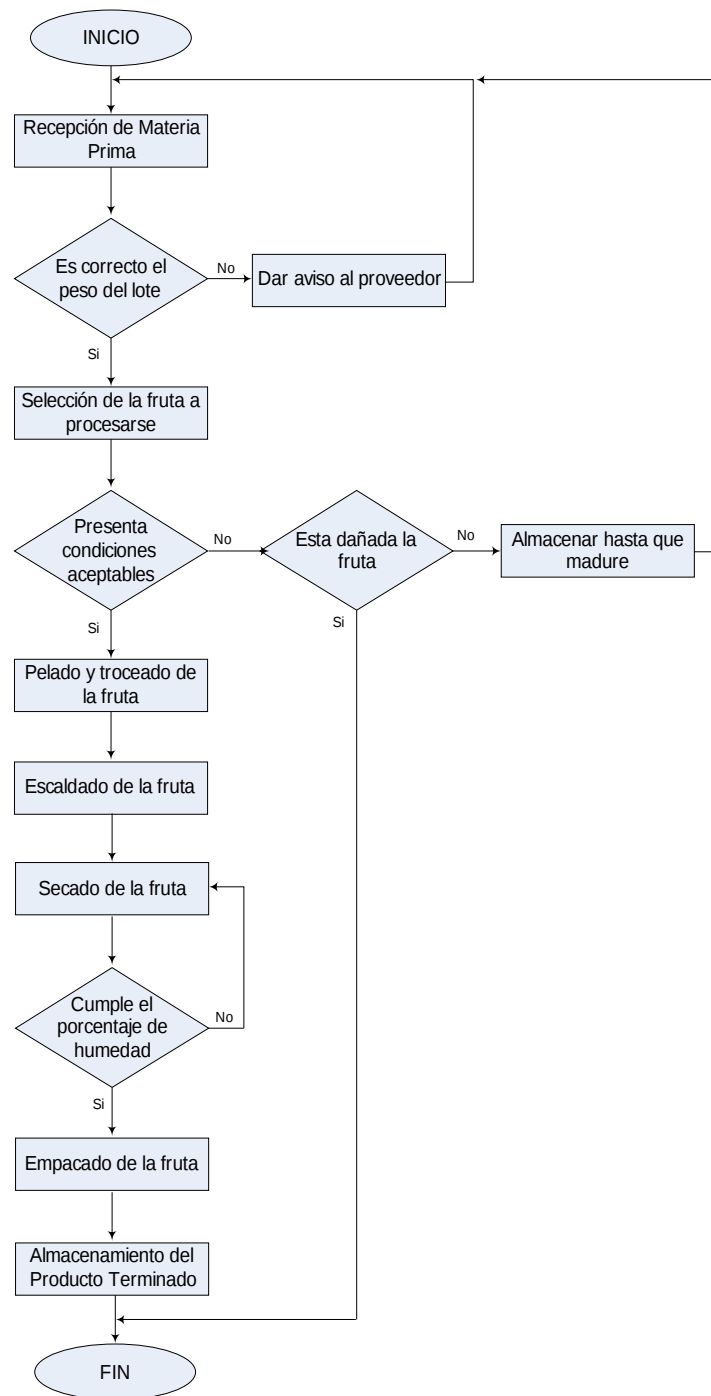 INICIO
Recepción de Materia
Prima
Es correcto el
peso del lote
No
Dar aviso al proveedor
Si
Selección de la fruta a
procesarse
Presenta
condiciones
aceptables
No
Esta dañada la
fruta
No
Almacenar hasta que
madure
Si
Si
Pelado y troceado de
la fruta
Escaldado de la fruta
Secado de la fruta
Cumple el
porcentaje de
humedad
No
Si
Empacado de la fruta
Almacenamiento del
Producto Terminado
FIN